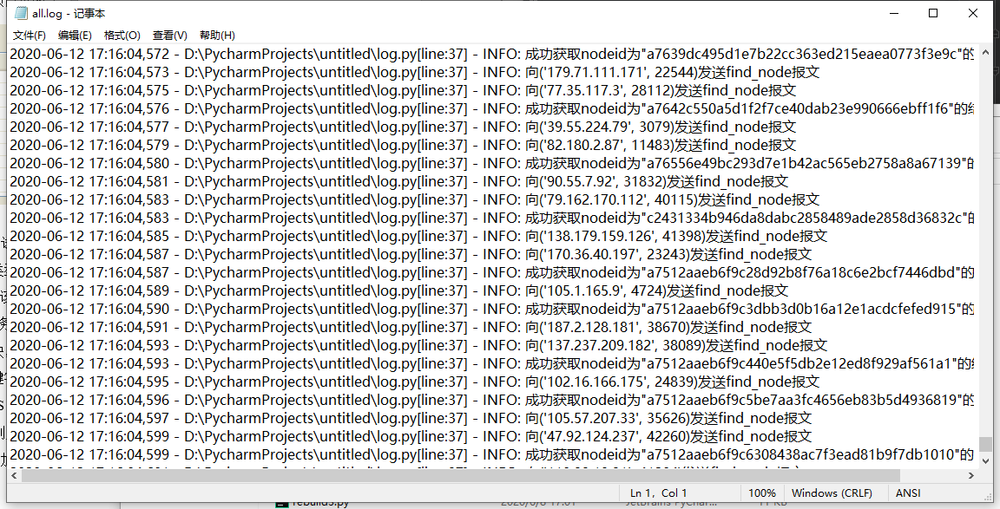 all.log - 记事本
文件(F) 编辑(E) 格式(O) 查看(V) 帮助(H)
2020-06-12 17:16:04,572 - D:\PycharmProjects\untitled\log.py[line:37] - INFO: 成功获取nodeid为"a7639dc495d1e7b22cc363ed215eaea0773f3e9c"的
2020-06-12 17:16:04,573 - D:\PycharmProjects\untitled\log.py[line:37] - INFO: 向('179.71.111.171', 22544)发送find_node报文
2020-06-12 17:16:04,575 - D:\PycharmProjects\untitled\log.py[line:37] - INFO: 向('77.35.117.3', 28112)发送find_node报文
2020-06-12 17:16:04,576 - D:\PycharmProjects\untitled\log.py[line:37] - INFO: 成功获取nodeid为"a7642c550a5d1f2f7ce40dab23e990666ebff1f6"的
2020-06-12 17:16:04,577 - D:\PycharmProjects\untitled\log.py[line:37] - INFO: 向('39.55.224.79', 3079)发送find_node报文
2020-06-12 17:16:04,579 - D:\PycharmProjects\untitled\log.py[line:37] - INFO: 向('82.180.2.87', 11483)发送find_node报文
2020-06-12 17:16:04,580 - D:\PycharmProjects\untitled\log.py[line:37] - INFO: 成功获取nodeid为"a76556e49bc293d7e1b42ac565eb2758a8a67139"的
2020-06-12 17:16:04,581 - D:\PycharmProjects\untitled\log.py[line:37] - INFO: 向('90.55.7.92', 31832)发送find_node报文
2020-06-12 17:16:04,583 - D:\PycharmProjects\untitled\log.py[line:37] - INFO: 向('79.162.170.112', 40115)发送find_node报文
2020-06-12 17:16:04,583 - D:\PycharmProjects\untitled\log.py[line:37] - INFO: 成功获取nodeid为"c2431334b946da8dabc2858489ade2858d36832c"的
2020-06-12 17:16:04,585 - D:\PycharmProjects\untitled\log.py[line:37] - INFO: 向('138.179.159.126', 41398)发送find_node报文
2020-06-12 17:16:04,587 - D:\PycharmProjects\untitled\log.py[line:37] - INFO: 向('170.36.40.197', 23243)发送find_node报文
2020-06-12 17:16:04,587 - D:\PycharmProjects\untitled\log.py[line:37] - INFO: 成功获取nodeid为"a7512aaeb6f9c28d92b8f76a18c6e2bcf7446dbd"的
2020-06-12 17:16:04,589 - D:\PycharmProjects\untitled\log.py[line:37] - INFO: 向('105.1.165.9', 4724)发送find_node报文
2020-06-12 17:16:04,590 - D:\PycharmProjects\untitled\log.py[line:37] - INFO: 成功获取nodeid为"a7512aaeb6f9c3dbb3d0b16a12e1acdcfefed915"的
2020-06-12 17:16:04,591 - D:\PycharmProjects\untitled\log.py[line:37] - INFO: 向('187.2.128.181', 38670)发送find_node报文
2020-06-12 17:16:04,593 - D:\PycharmProjects\untitled\log.py[line:37] - INFO: 向('137.237.209.182', 38089)发送find_node报文
2020-06-12 17:16:04,593 - D:\PycharmProjects\untitled\log.py[line:37] - INFO: 成功获取nodeid为"a7512aaeb6f9c440e5f5db2e12ed8f929af561a1"的
2020-06-12 17:16:04,595 - D:\PycharmProjects\untitled\log.py[line:37] - INFO: 向('102.16.166.175', 24839)发送find_node报文
2020-06-12 17:16:04,596 - D:\PycharmProjects\untitled\log.py[line:37] - INFO: 成功获取nodeid为"a7512aaeb6f9c5be7aa3fc4656eb83b5d4936819"的
2020-06-12 17:16:04,597 - D:\PycharmProjects\untitled\log.py[line:37] - INFO: 向('105.57.207.33', 35626)发送find_node报文
2020-06-12 17:16:04,599 - D:\PycharmProjects\untitled\log.py[line:37] - INFO: 向('47.92.124.237', 42260)发送find_node报文
2020-06-12 17:16:04,599 - D:\PycharmProjects\untitled\log.py[line:37] - INFO: 成功获取nodeid为"a7512aaeb6f9c6308438ac7f3ead81b9f7db1010"的
Ln 1， Col 1 100% Windows (CRLF) ANSI